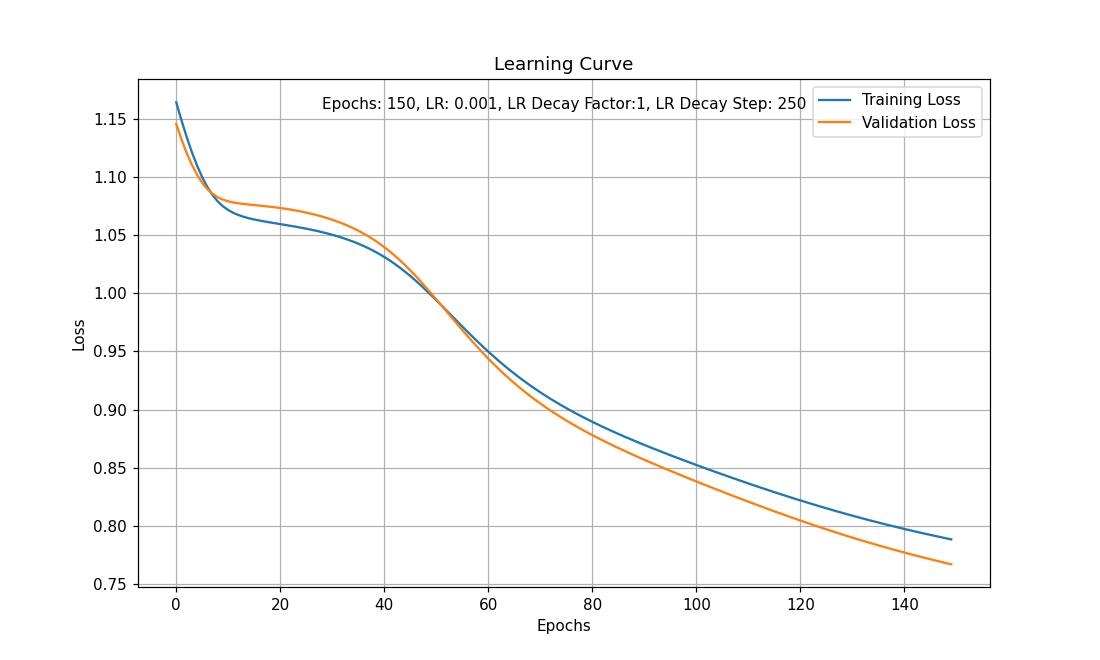 Learning Curve
Epochs: 150, LR: 0.001, LR Decay Factor:1, LR Decay Step: 250
Training Loss
Validation Loss
1.15
1.10
1.05
1.00
0.95
0.90
0.85
0.80
0.75
Loss
0 20 40 60 80 100 120 140
Epochs